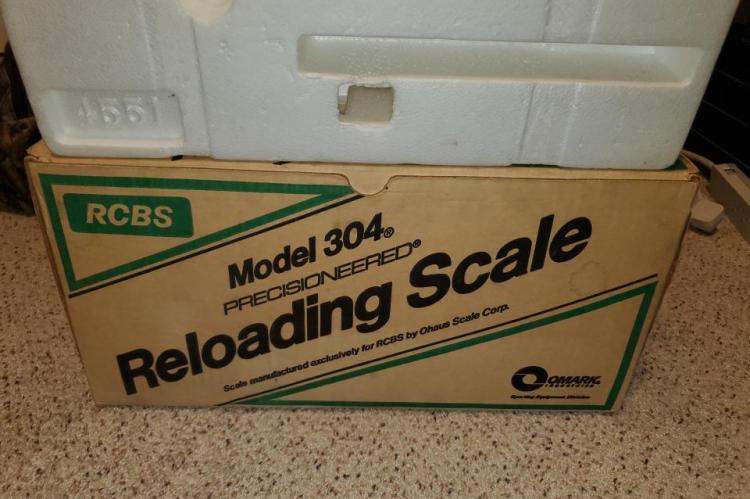 4551
RCBS
Model 304®
PRECISIONEERED®
Reloading Scale
Scale manufactured exclusively for RCBS by Ohaus Scale Corp.
OMARK
INDUSTRIES
Sporting Equipment Division